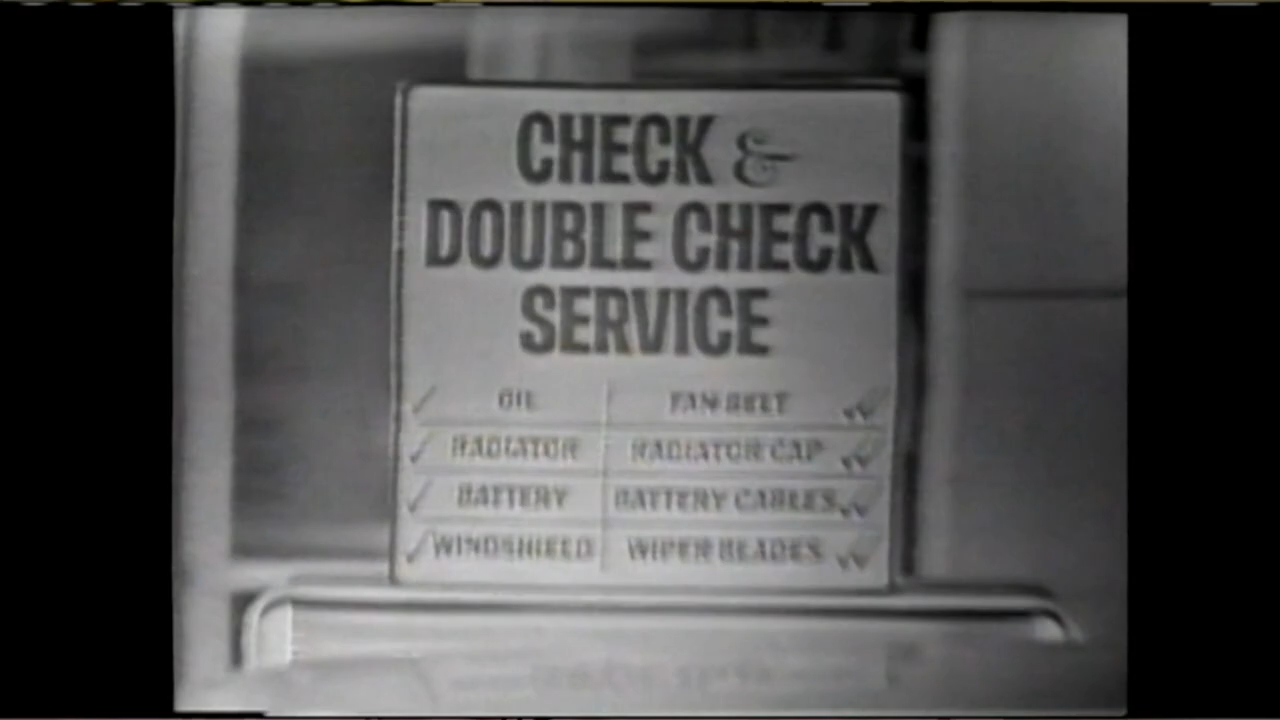 CHECK &
DOUBLE CHECK
SERVICE
OIL FAN BELT
RADIATOR RADIATOR CAP
BATTERY BATTERY CABLES
WINDSHIELD WIPER BLADES